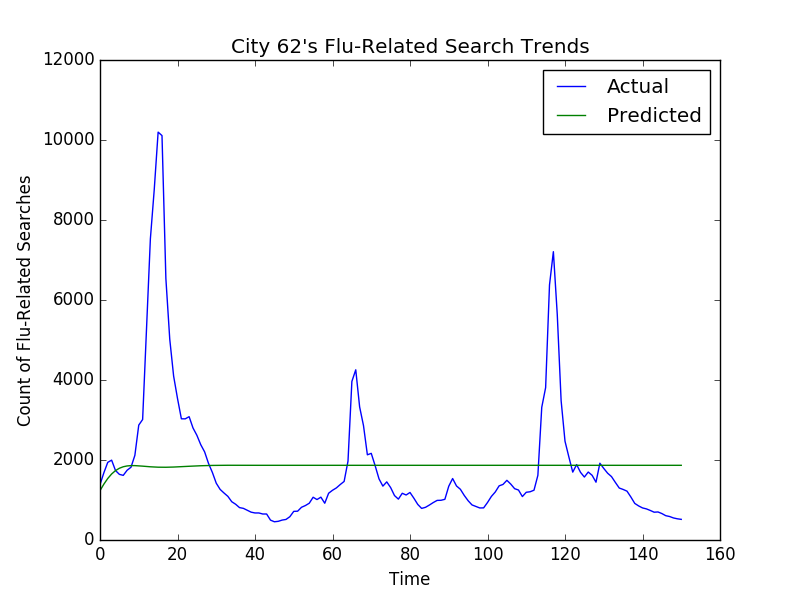 City 62's Flu-Related Search Trends
Actual
Predicted
Count of Flu-Related Searches
12000
10000
8000
6000
4000
2000
0
0 20 40 60 80 100 120 140 160
Time